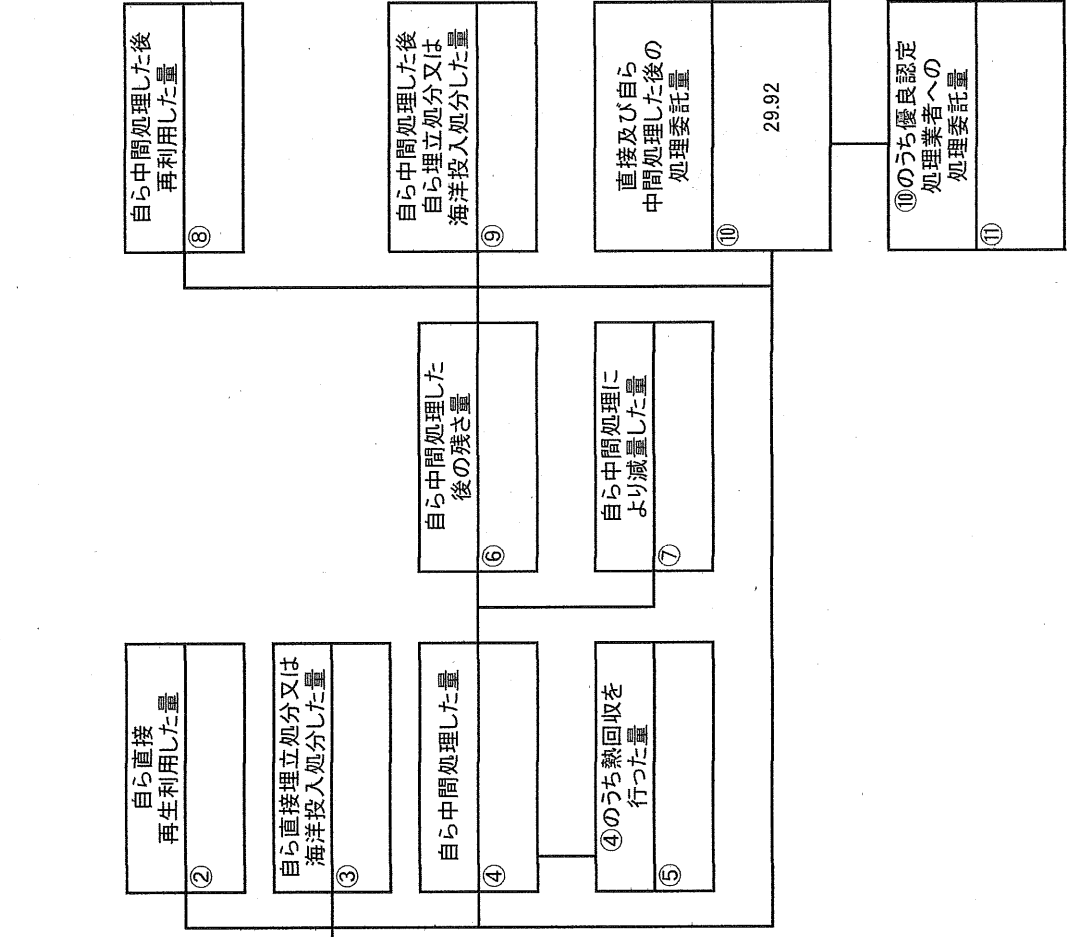 自ら直接
再生利用した量
②
自ら直接埋立処分又は
海洋投入処分した量
③
自ら中間処理した量
④
④のうち熱回収を
行った量
⑤
自ら中間処理した
後の残さ量
⑥
自ら中間処理に
より減量した量
⑦
自ら中間処理した後
再利用した量
⑧
自ら中間処理した後
自ら埋立処分又は
海洋投入処分した量
⑨
直接及び自ら
中間処理した後の
処理委託量
⑩
29.92
⑩のうち優良認定
処理業者への
処理委託量
⑪